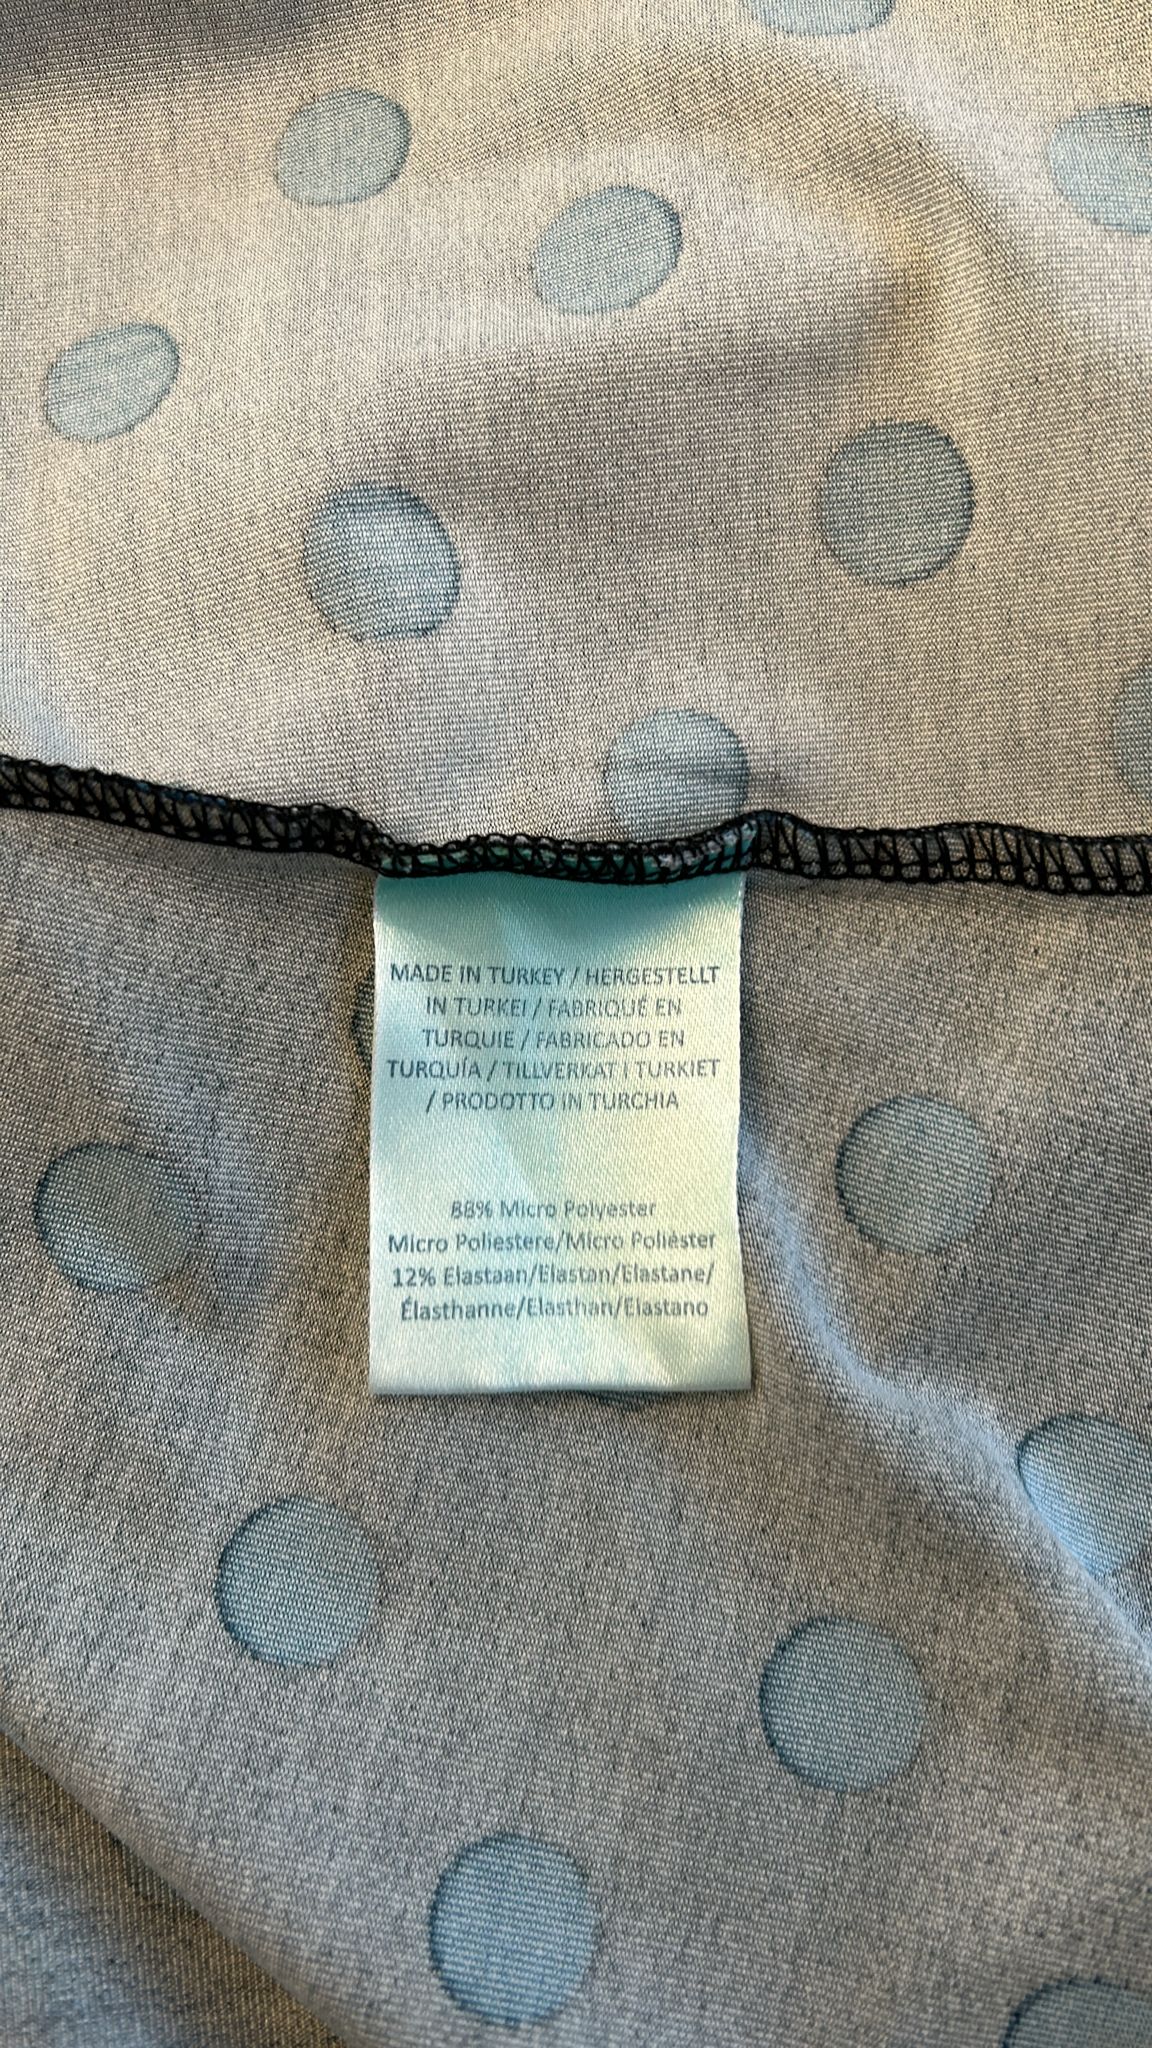 MADE IN TURKEY / HERGESTELLT
IN TURKEI / FABRIQUÉ EN
TURQUIE / FABRICADO EN
TURQUÍA / TILLVERKAT I TURKIET
/ PRODOTTO IN TURCHIA
88% Micro Polyester
Micro Poliestere/Micro Poliéster
12% Elastaan/Elastan/Elastane/
Élasthanne/Elasthan/Elastano